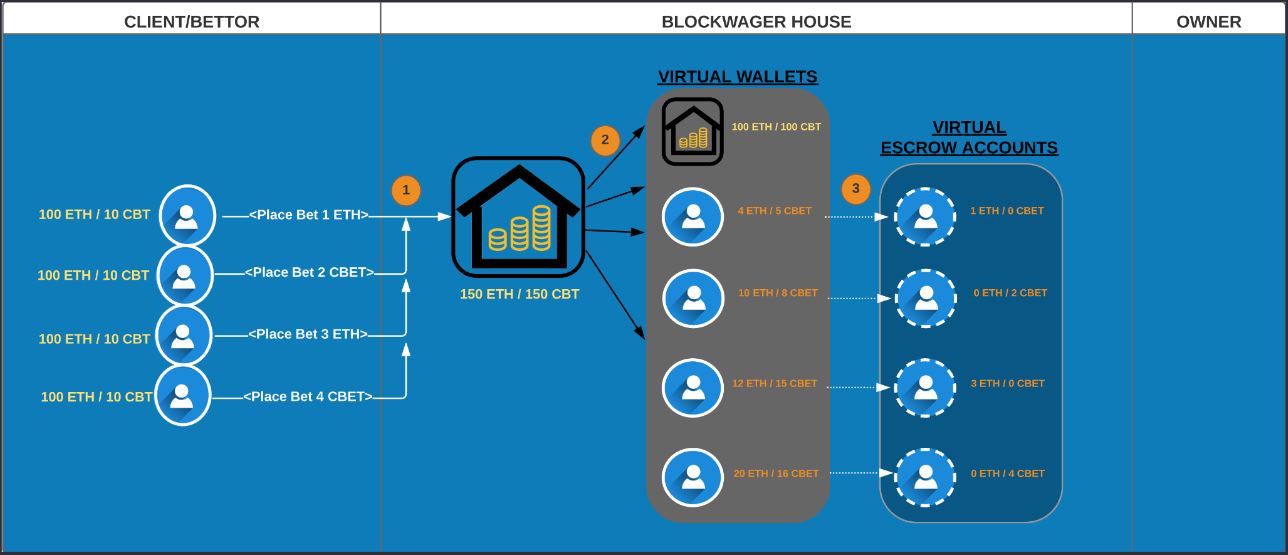 CLIENT/BETTOR
BLOCKWAGER HOUSE
OWNER
VIRTUAL WALLETS
VIRTUAL
ESCROW ACCOUNTS
1
2
3
100 ETH / 10 CBT
<Place Bet 1 ETH>
100 ETH / 10 CBT
<Place Bet 2 CBET>
100 ETH / 10 CBT
<Place Bet 3 ETH>
100 ETH / 10 CBT
<Place Bet 4 CBET>
150 ETH / 150 CBT
100 ETH / 100 CBT
4 ETH / 5 CBET
1 ETH / 0 CBET
10 ETH / 8 CBET
0 ETH / 2 CBET
12 ETH / 15 CBET
3 ETH / 0 CBET
20 ETH / 16 CBET
0 ETH / 4 CBET